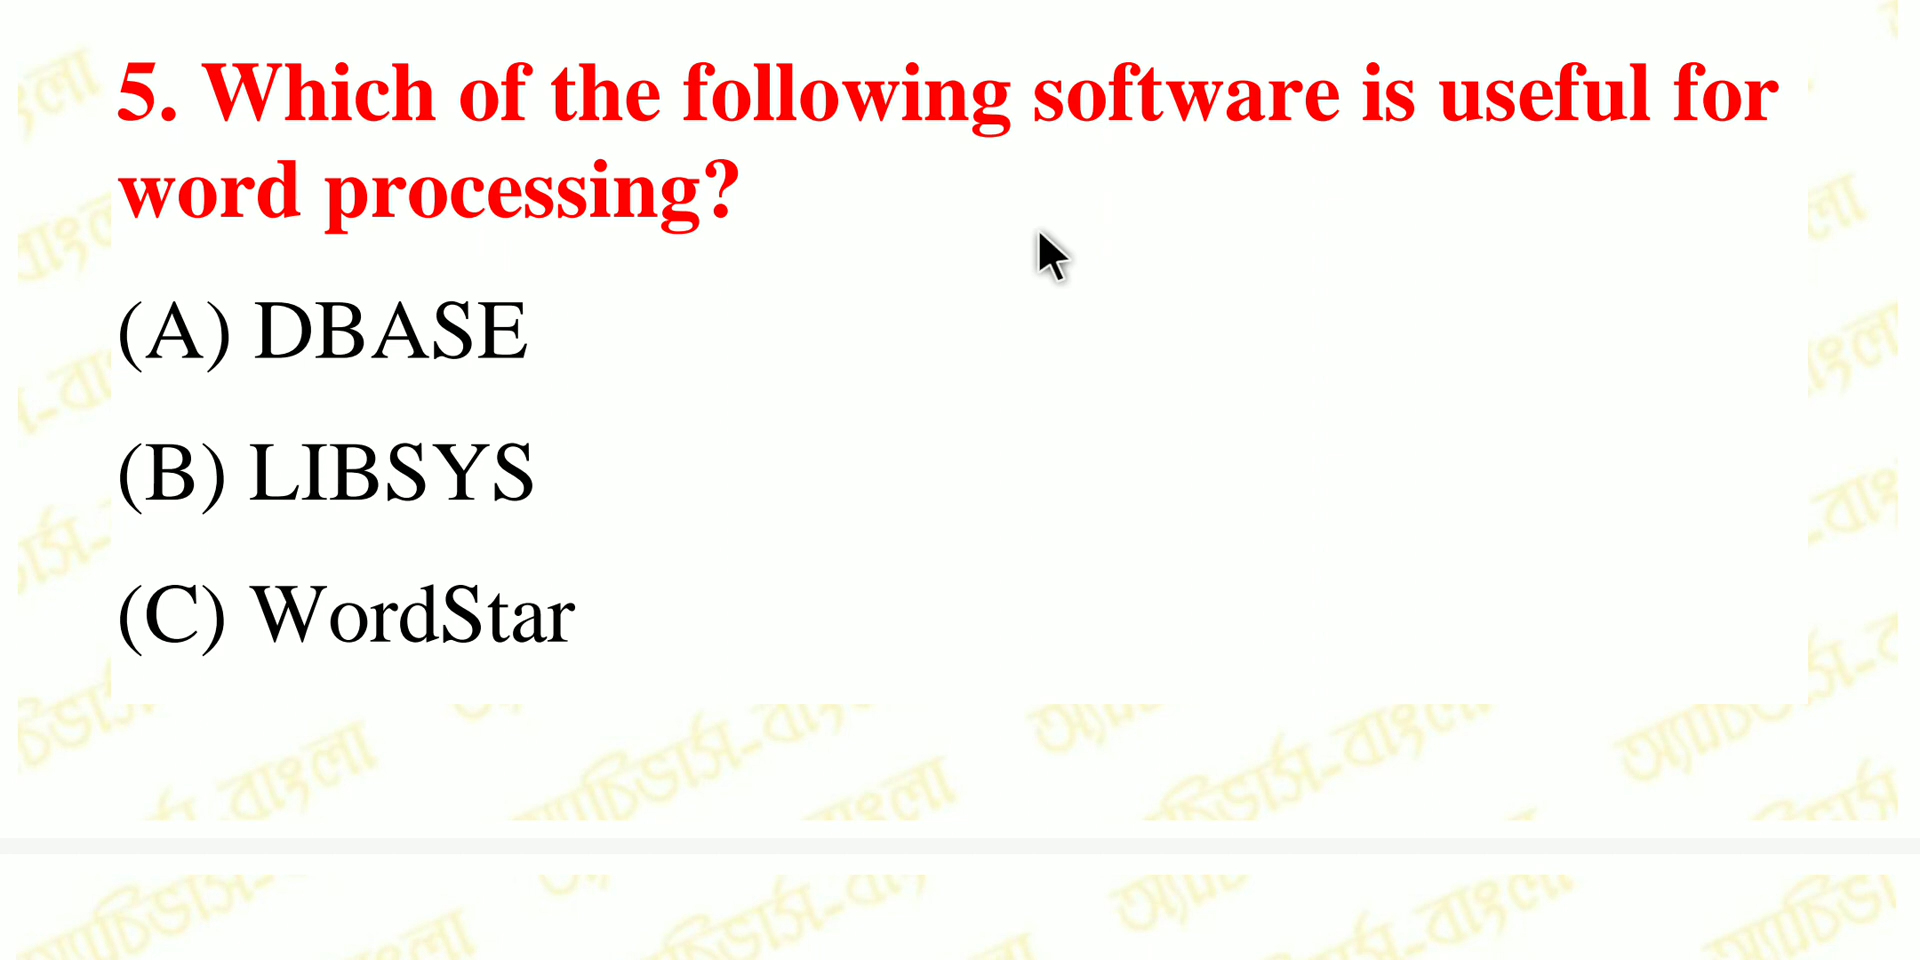 5. Which of the following software is useful for
word processing?
(A) DBASE
(B) LIBSYS
(C) WordStar